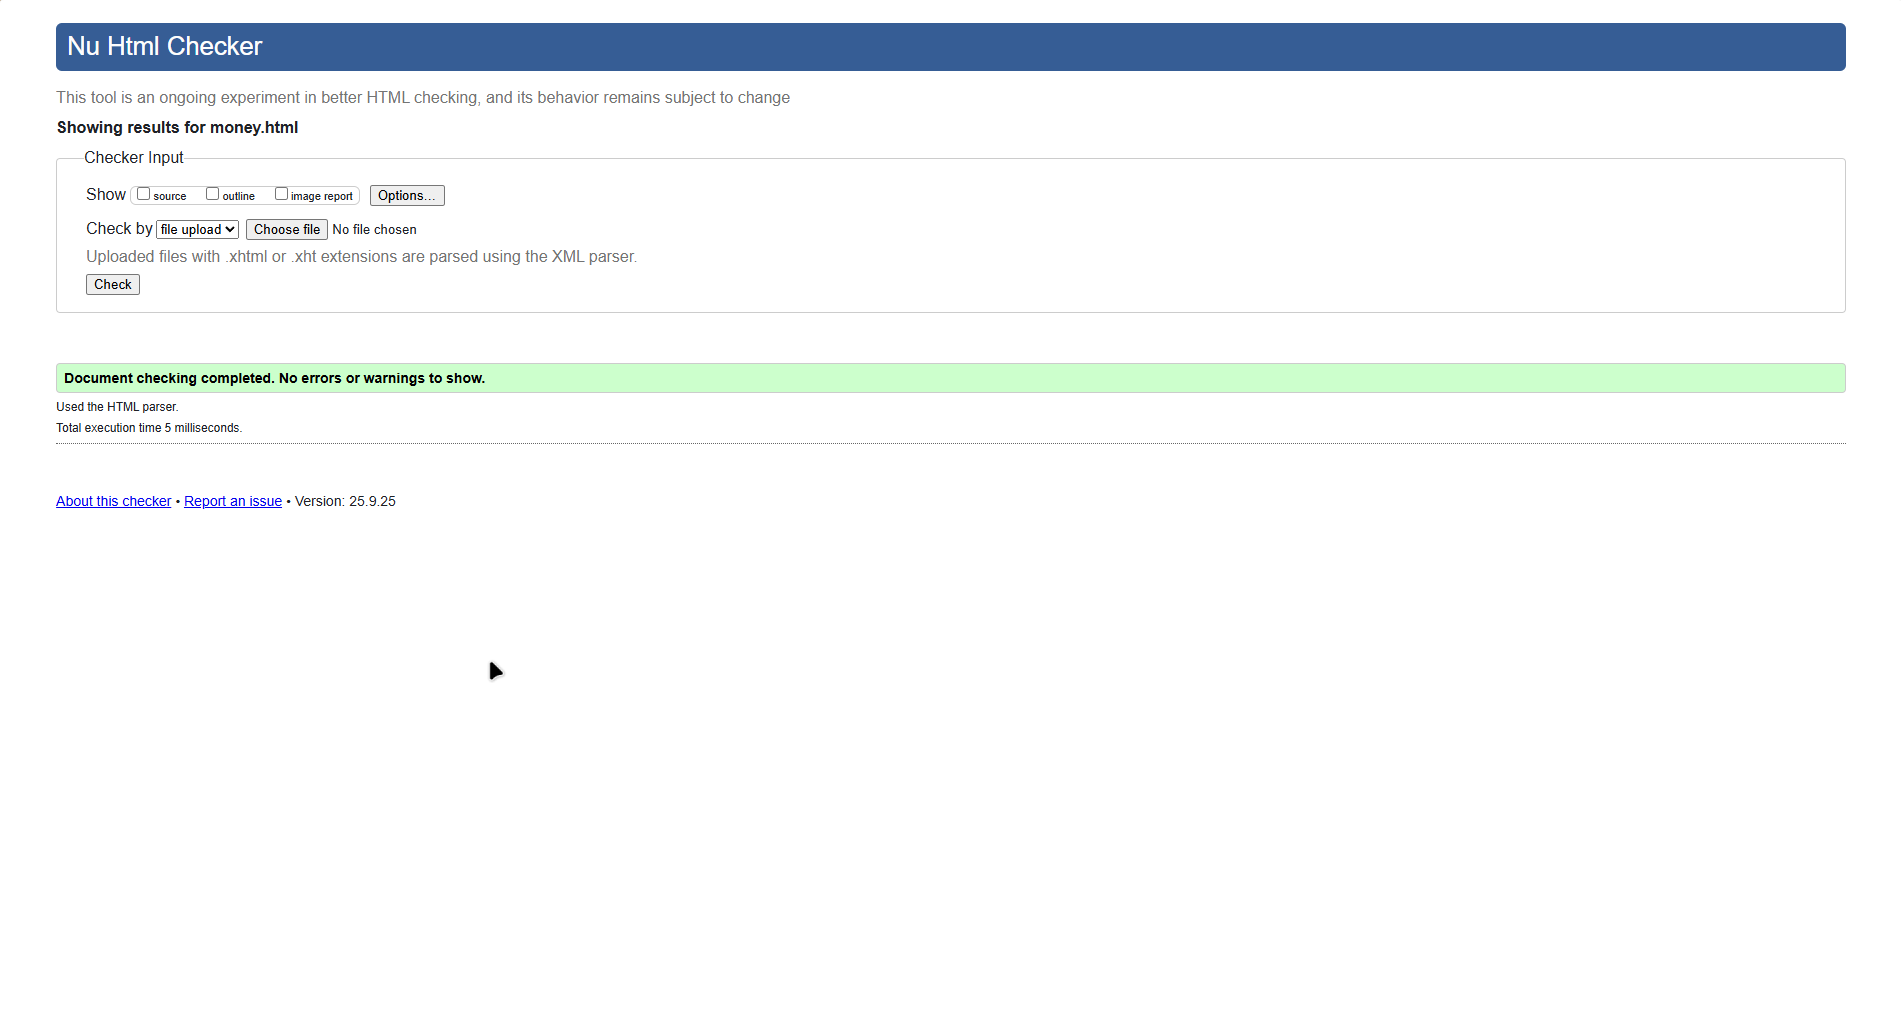 Nu Html Checker
This tool is an ongoing experiment in better HTML checking, and its behavior remains subject to change
Showing results for money.html
Checker Input
Show source outline image report Options...
Check by file upload Choose file No file chosen
Uploaded files with .xhtml or .xht extensions are parsed using the XML parser.
Check
Document checking completed. No errors or warnings to show.
Used the HTML parser.
Total execution time 5 milliseconds.
About this checker • Report an issue • Version: 25.9.25